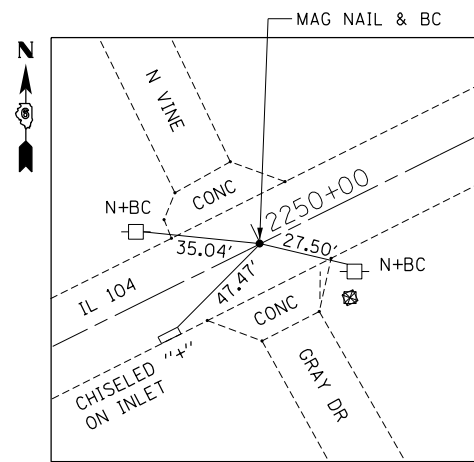 MAG NAIL & BC
N
N VINE
CONC
2250+00
N+BC
35.04'
27.50'
N+BC
47.47'
IL 104
CONC
CHISELED "+"
ON INLET
GRAY DR